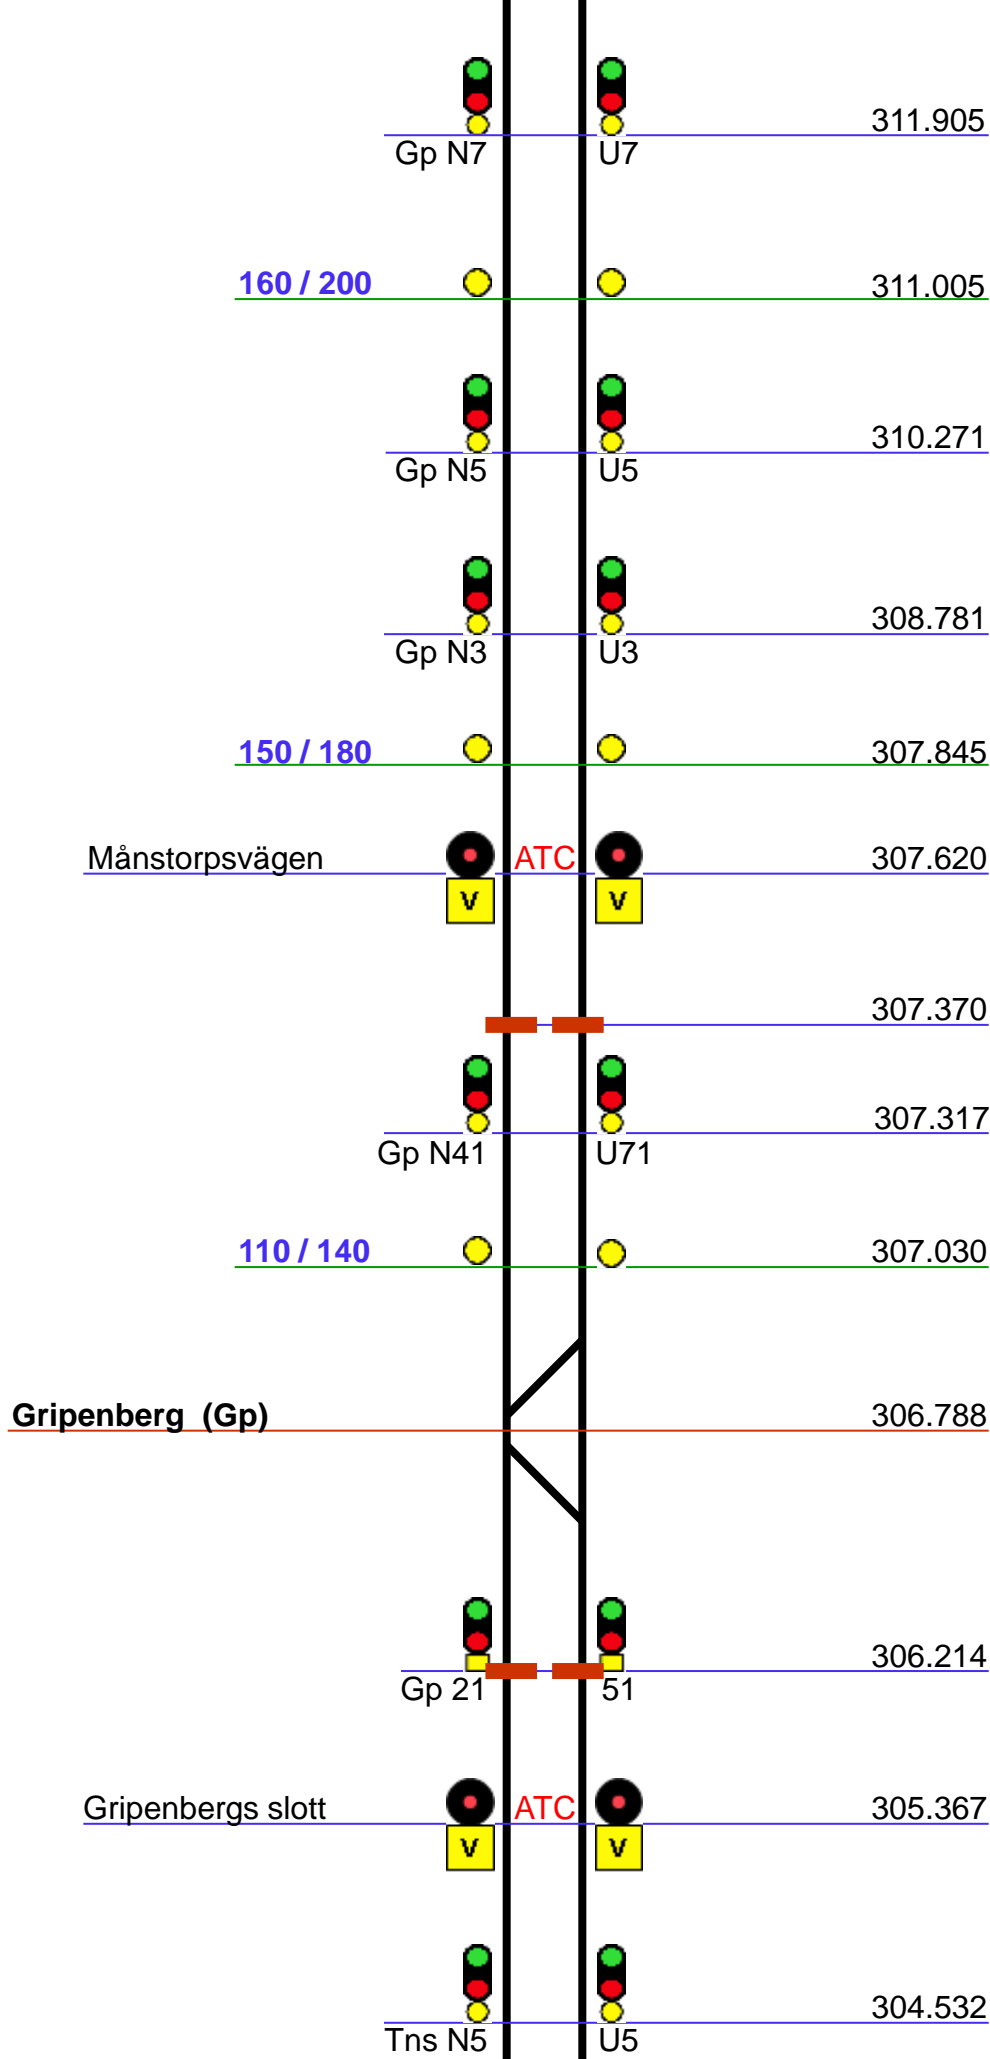 311.905
Gp N7 U7
160 / 200 311.005
310.271
Gp N5 U5
308.781
Gp N3 U3
150 / 180 307.845
Månstorpsvägen ATC 307.620
V V
307.370
307.317
Gp N41 U71
110 / 140 307.030
Gripenberg (Gp) 306.788
306.214
Gp 21 51
Gripenbergs slott ATC 305.367
V V
304.532
Tns N5 U5